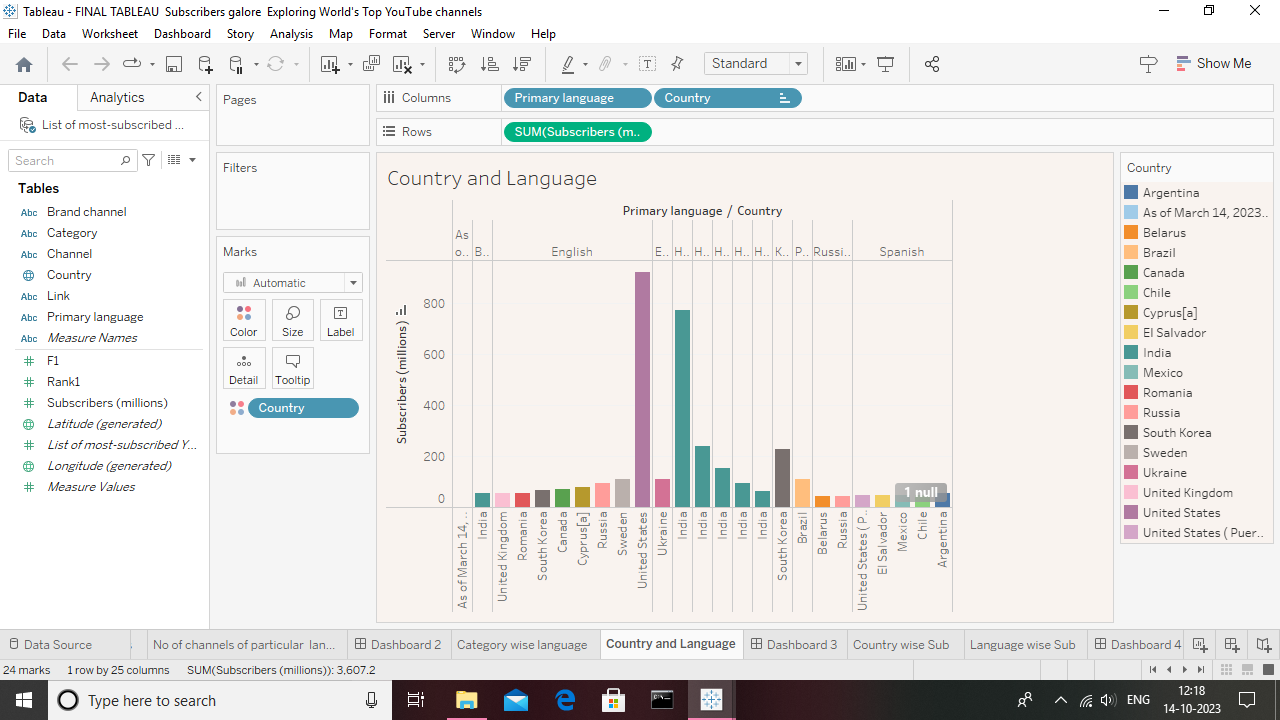 Tableau - FINAL TABLEAU Subscribers galore Exploring World's Top YouTube channels
File Data Worksheet Dashboard Story Analysis Map Format Server Window Help
Standard
Show Me
Data Analytics
List of most-subscribed ...
Search
Tables
Abc Brand channel
Abc Category
Abc Channel
Country
Abc Link
Abc Primary language
Abc Measure Names
F1
Rank1
Subscribers (millions)
Latitude (generated)
List of most-subscribed Y...
Longitude (generated)
Measure Values
Pages
Filters
Marks
Automatic
Color Size Label
Detail Tooltip
Country
Columns Primary language Country
Rows SUM(Subscribers (m..
Country and Language
Primary language / Country
As
o.. B.. English E.. H.. H.. H.. H.. H.. K.. P.. Russi.. Spanish
Subscribers (millions)
800
600
400
200
0
1 null
As of March 14,...
India
United Kingdom
Romania
South Korea
Canada
Cyprus[a]
Russia
Sweden
United States
Ukraine
India
India
India
India
India
South Korea
Brazil
Belarus
Russia
United States ( P...
El Salvador
Mexico
Chile
Argentina
Country
Argentina
As of March 14, 2023..
Belarus
Brazil
Canada
Chile
Cyprus[a]
El Salvador
India
Mexico
Romania
Russia
South Korea
Sweden
Ukraine
United Kingdom
United States
United States ( Puer..
Data Source No of channels of particular lan... Dashboard 2 Category wise language Country and Language Dashboard 3 Country wise Sub Language wise Sub Dashboard 4
24 marks 1 row by 25 columns SUM(Subscribers (millions)): 3,607.2
Type here to search
ENG
12:18
14-10-2023